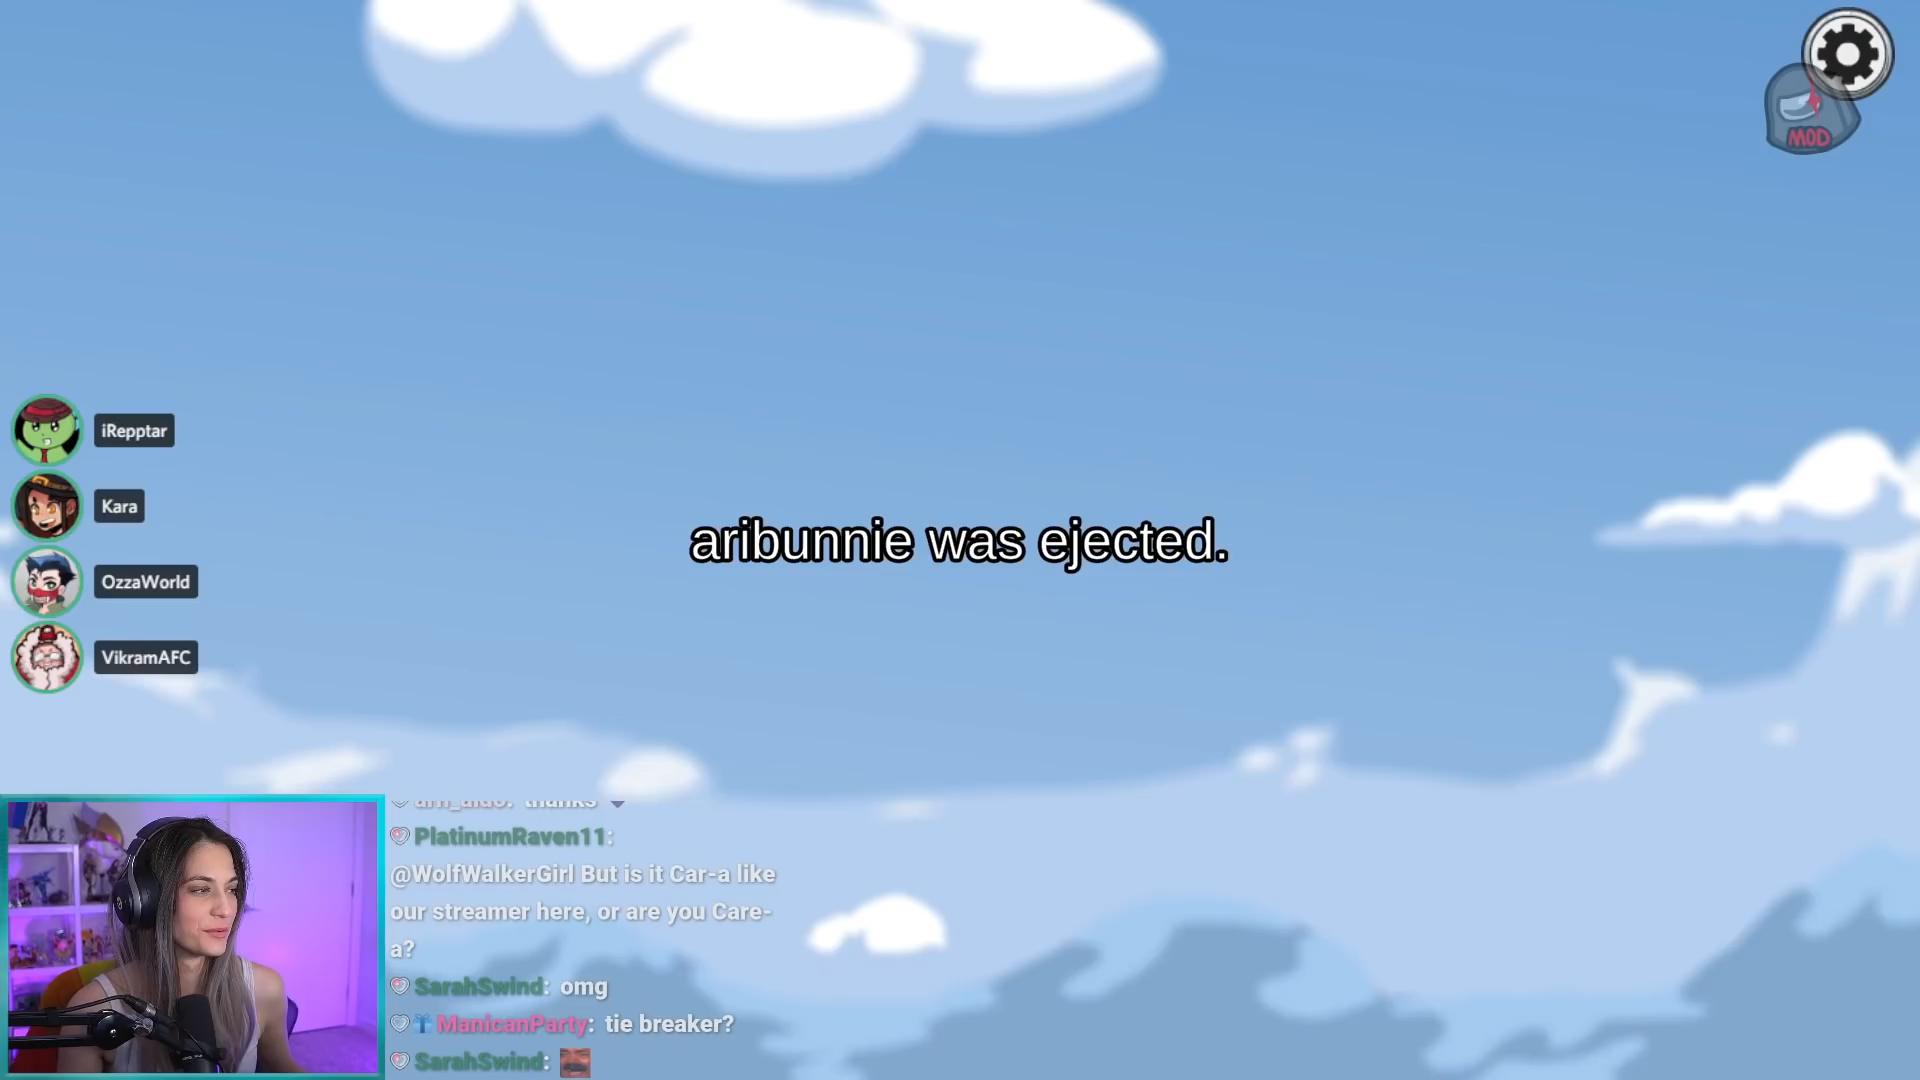 MOD
iRepptar
Kara
aribunnie was ejected.
OzzaWorld
VikramAFC
thanks
PlatinumRaven11:
@WolfWalkerGirl But is it Car-a like
our streamer here, or are you Care-
a?
SarahSwind: omg
ManicanParty: tie breaker?
SarahSwind: